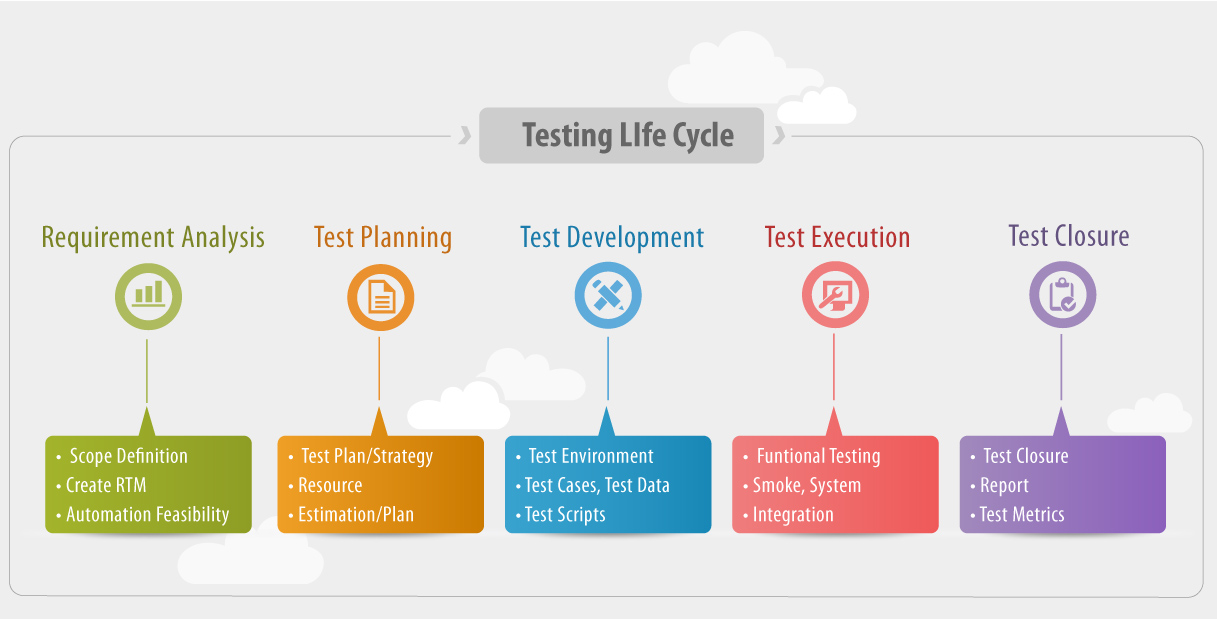 Testing LIfe Cycle
Requirement Analysis
Test Planning
Test Development
Test Execution
Test Closure
• Scope Definition
• Create RTM
• Automation Feasibility
• Test Plan/Strategy
• Resource
• Estimation/Plan
• Test Environment
• Test Cases, Test Data
• Test Scripts
• Funtional Testing
• Smoke, System
• Integration
• Test Closure
• Report
• Test Metrics